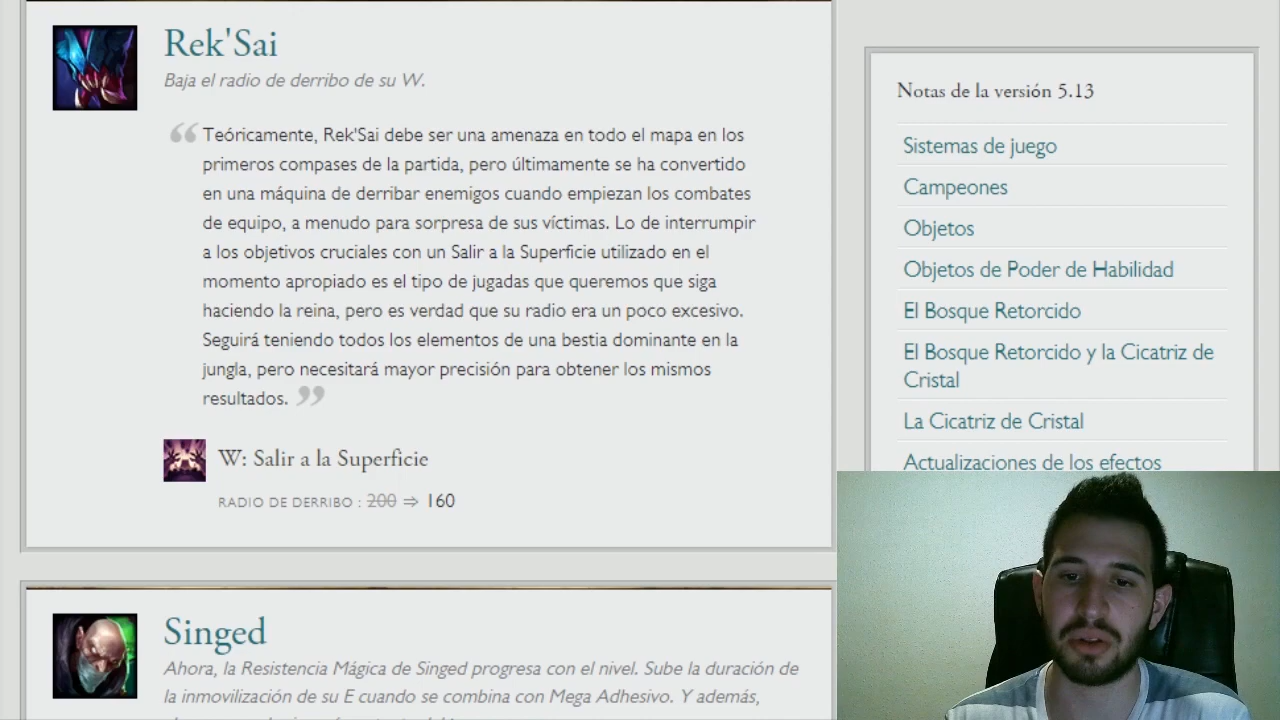 Rek'Sai
Baja el radio de derribo de su W.
Teóricamente, Rek'Sai debe ser una amenaza en todo el mapa en los
primeros compases de la partida, pero últimamente se ha convertido
en una máquina de derribar enemigos cuando empiezan los combates
de equipo, a menudo para sorpresa de sus víctimas. Lo de interrumpir
a los objetivos cruciales con un Salir a la Superficie utilizado en el
momento apropiado es el tipo de jugadas que queremos que siga
haciendo la reina, pero es verdad que su radio era un poco excesivo.
Seguirá teniendo todos los elementos de una bestia dominante en la
jungla, pero necesitará mayor precisión para obtener los mismos
resultados.
W: Salir a la Superficie
RADIO DE DERRIBO : 200 ⇒ 160
Singed
Ahora, la Resistencia Mágica de Singed progresa con el nivel. Sube la duración de
la inmovilización de su E cuando se combina con Mega Adhesivo. Y además,
Notas de la versión 5.13
Sistemas de juego
Campeones
Objetos
Objetos de Poder de Habilidad
El Bosque Retorcido
El Bosque Retorcido y la Cicatriz de
Cristal
La Cicatriz de Cristal
Actualizaciones de los efectos